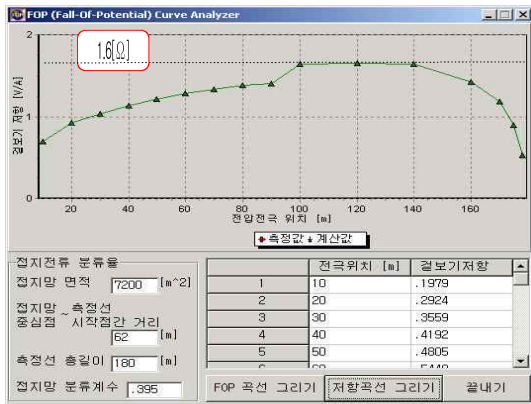 FOP (Fall-Of-Potential) Curve Analyzer
1.6[Ω]
2
1
0
겉보기 저항 [V/A]
20 40 60 80 100 120 140 160
전압전극 위치 [m]
측정값 계산값
접지전류 분류율
접지망 면적 7200 [m^2]
접지망 ~ 측정선
중심점 시작점간 거리
62 [m]
측정선 총길이 180 [m]
접지망 분류계수 .395
전극위치 [m] 겉보기저항
1 10 .1979
2 20 .2924
3 30 .3559
4 40 .4192
5 50 .4805
FOP 곡선 그리기 저항곡선 그리기 끝내기